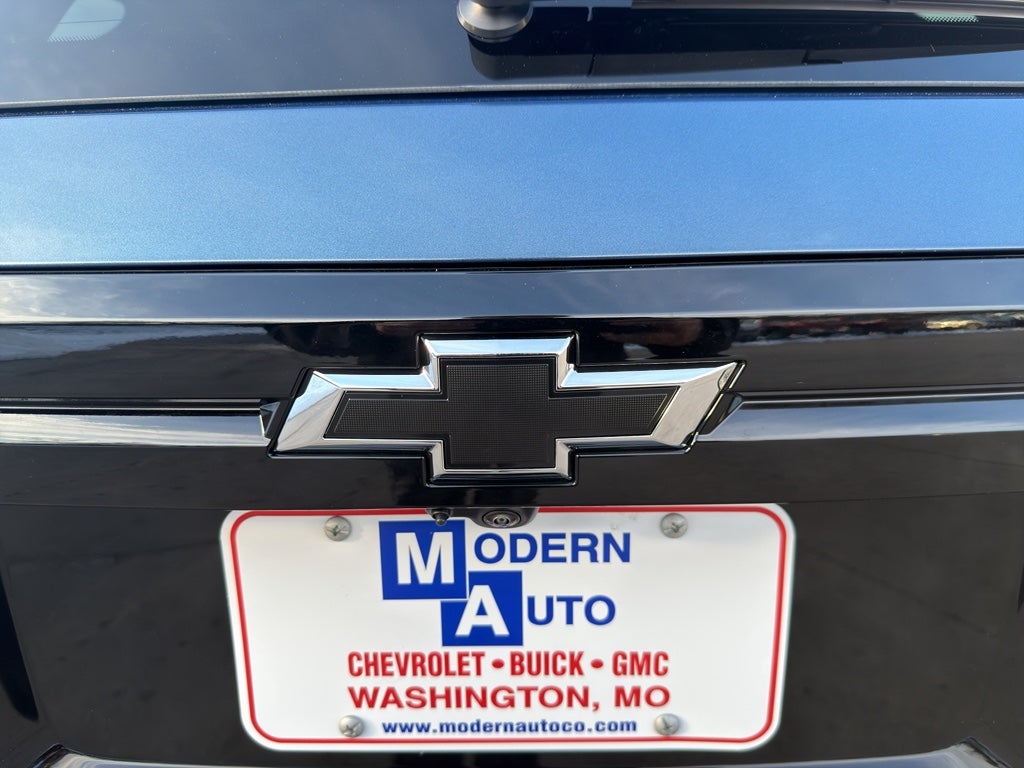 MODERN
AUTO
CHEVROLET • BUICK • GMC
WASHINGTON, MO
www.modernautoco.com